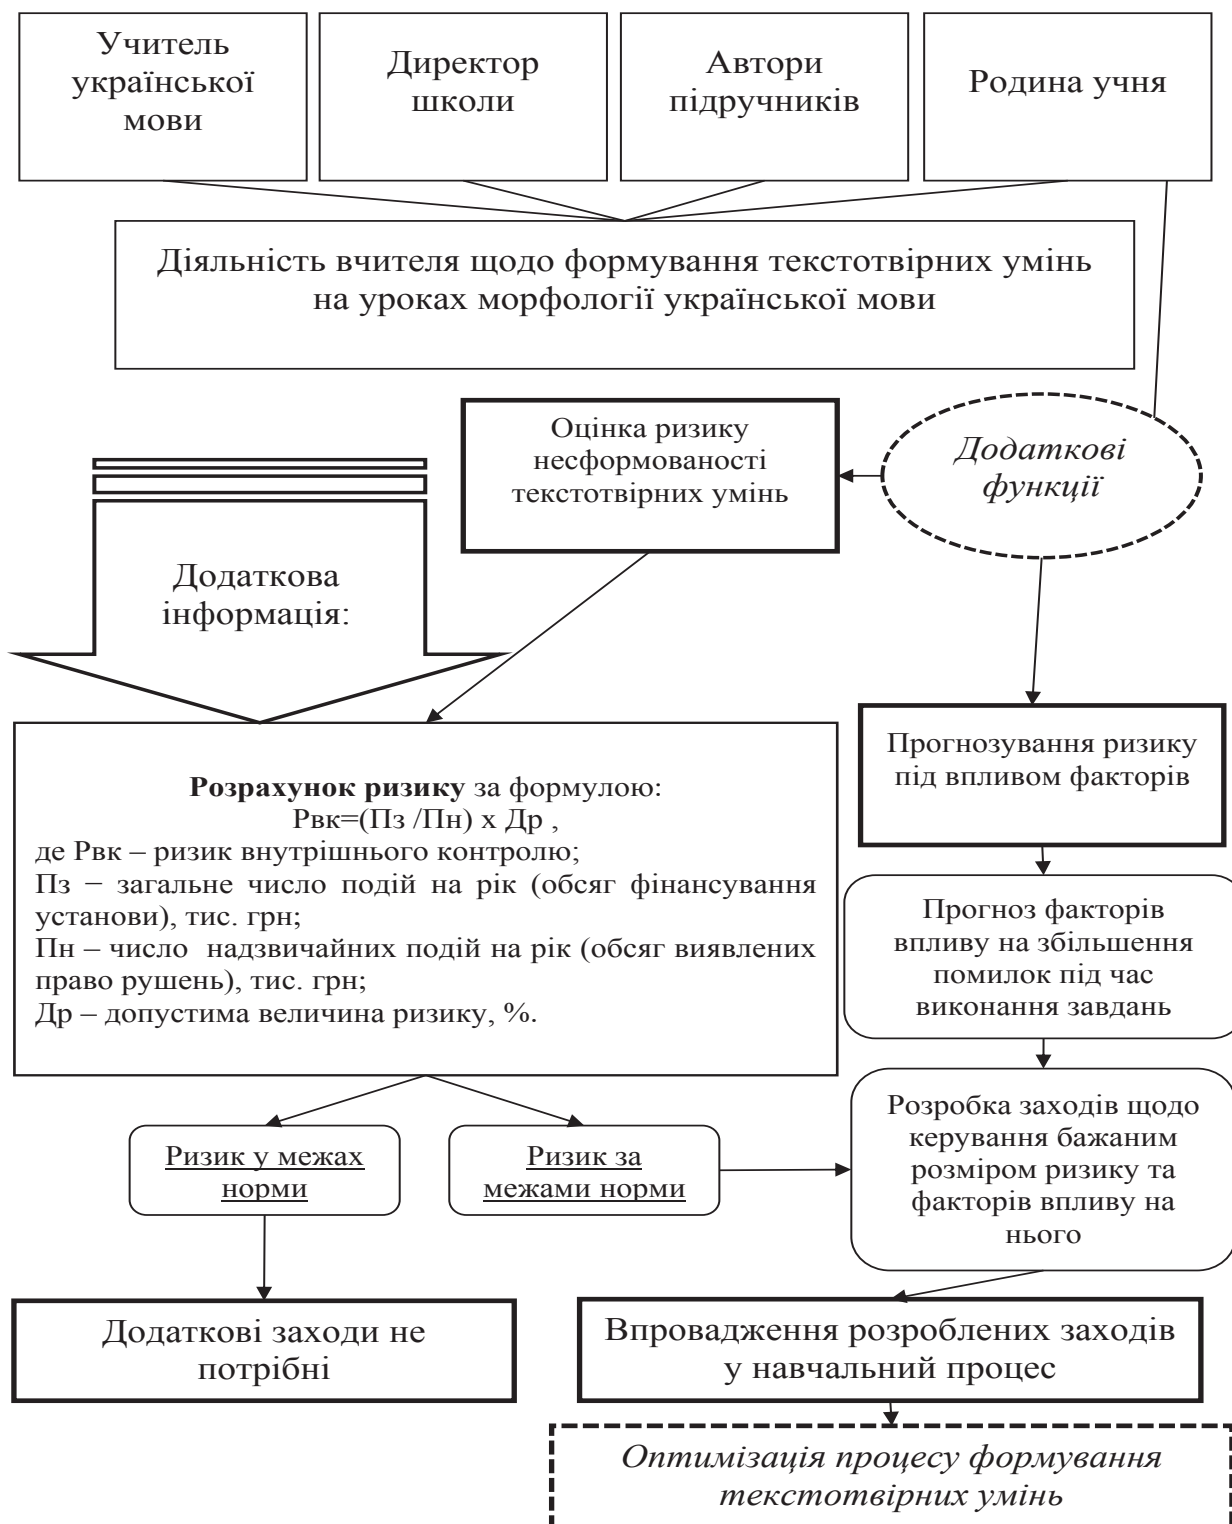 Учитель
української
мови
Директор
школи
Автори
підручників
Родина учня
Діяльність вчителя щодо формування текстотвірних умінь
на уроках морфології української мови
Оцінка ризику
несформованості
текстотвірних умінь
Додаткові
функції
Додаткова
інформація:
Розрахунок ризику за формулою:
Рвк=(Пз /Пн) х Др ,
де Рвк – ризик внутрішнього контролю;
Пз – загальне число подій на рік (обсяг фінансування
установи), тис. грн;
Пн – число надзвичайних подій на рік (обсяг виявлених
право рушень), тис. грн;
Др – допустима величина ризику, %.
Прогнозування ризику
під впливом факторів
Прогноз факторів
впливу на збільшення
помилок під час
виконання завдань
Розробка заходів щодо
керування бажаним
розміром ризику та
факторів впливу на
нього
Ризик у межах
норми
Ризик за
межами норми
Додаткові заходи не
потрібні
Впровадження розроблених заходів
у навчальний процес
Оптимізація процесу формування
текстотвірних умінь